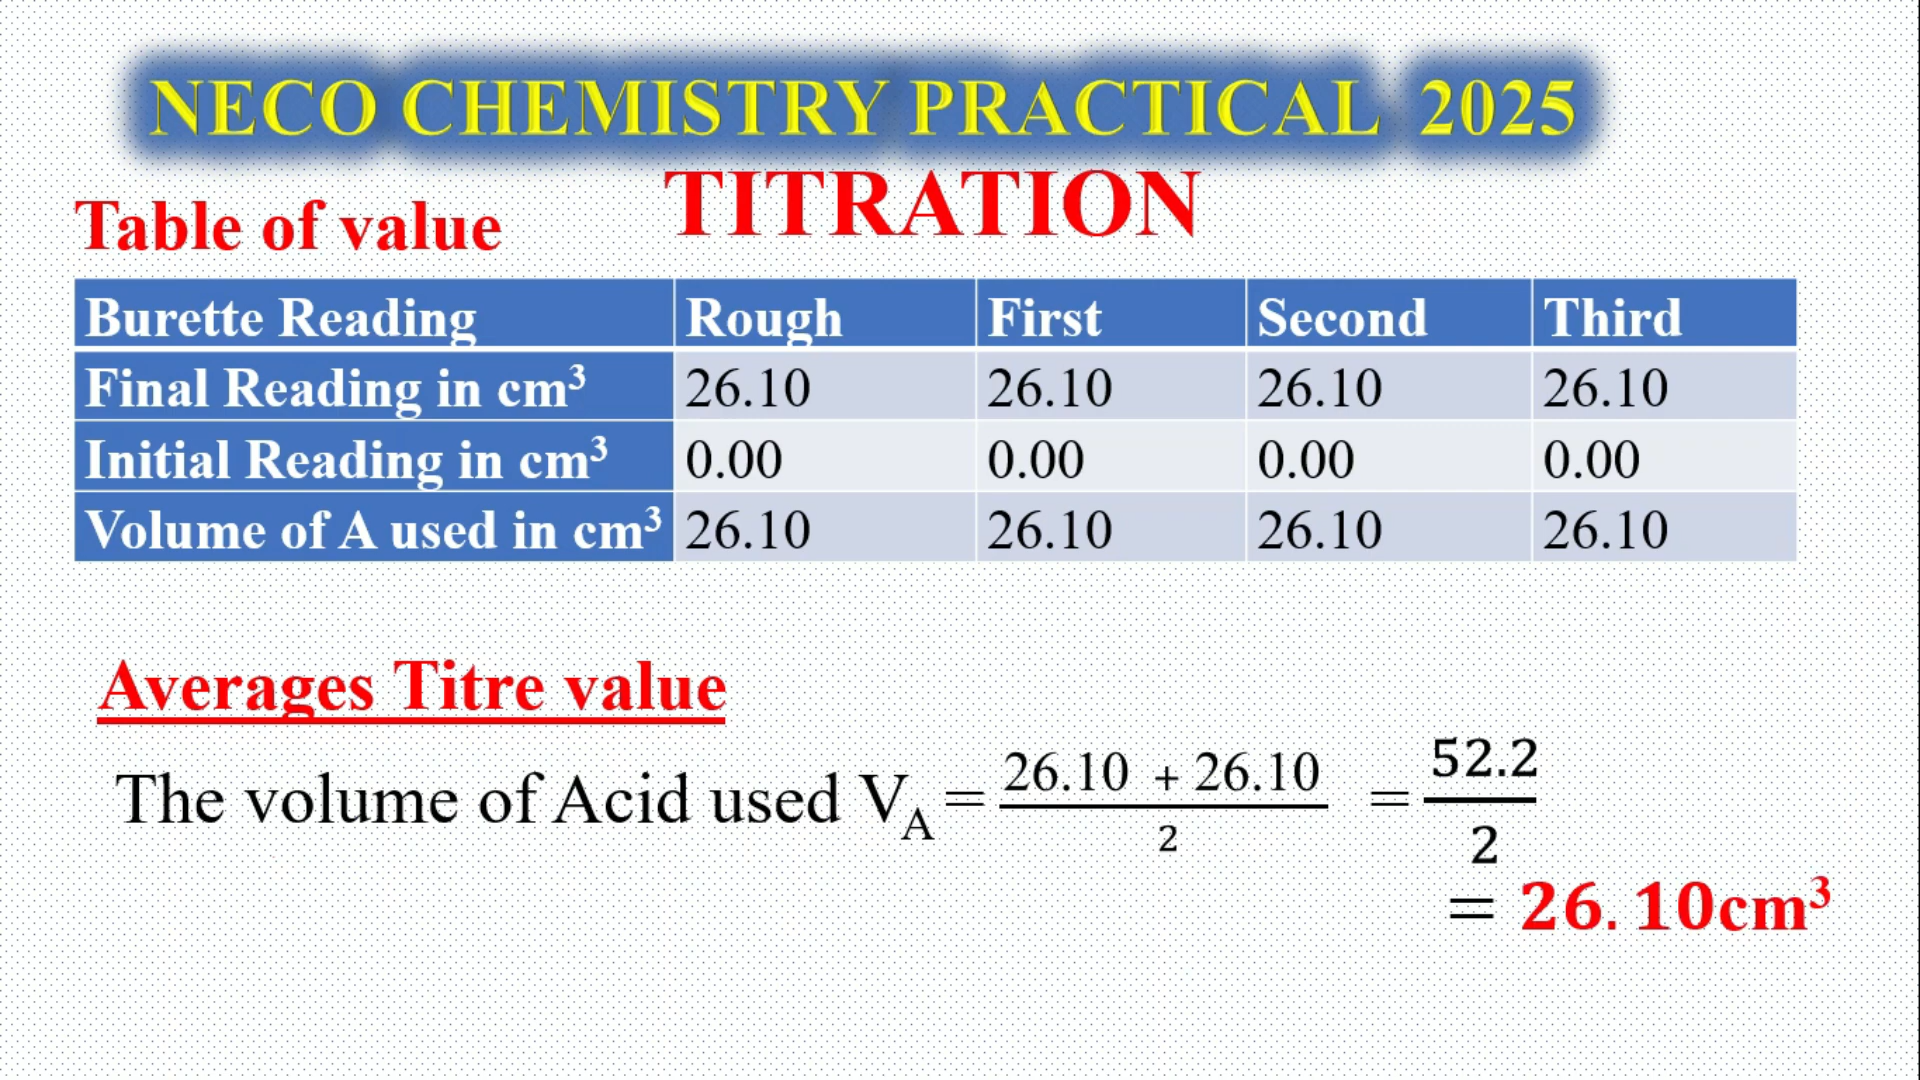 NECO CHEMISTRY PRACTICAL 2025
TITRATION
Table of value
Burette Reading Rough First Second Third
Final Reading in cm³ 26.10 26.10 26.10 26.10
Initial Reading in cm³ 0.00 0.00 0.00 0.00
Volume of A used in cm³ 26.10 26.10 26.10 26.10
Averages Titre value
The volume of Acid used V_A = (26.10 + 26.10)/2 = 52.2/2
= 26.10cm³